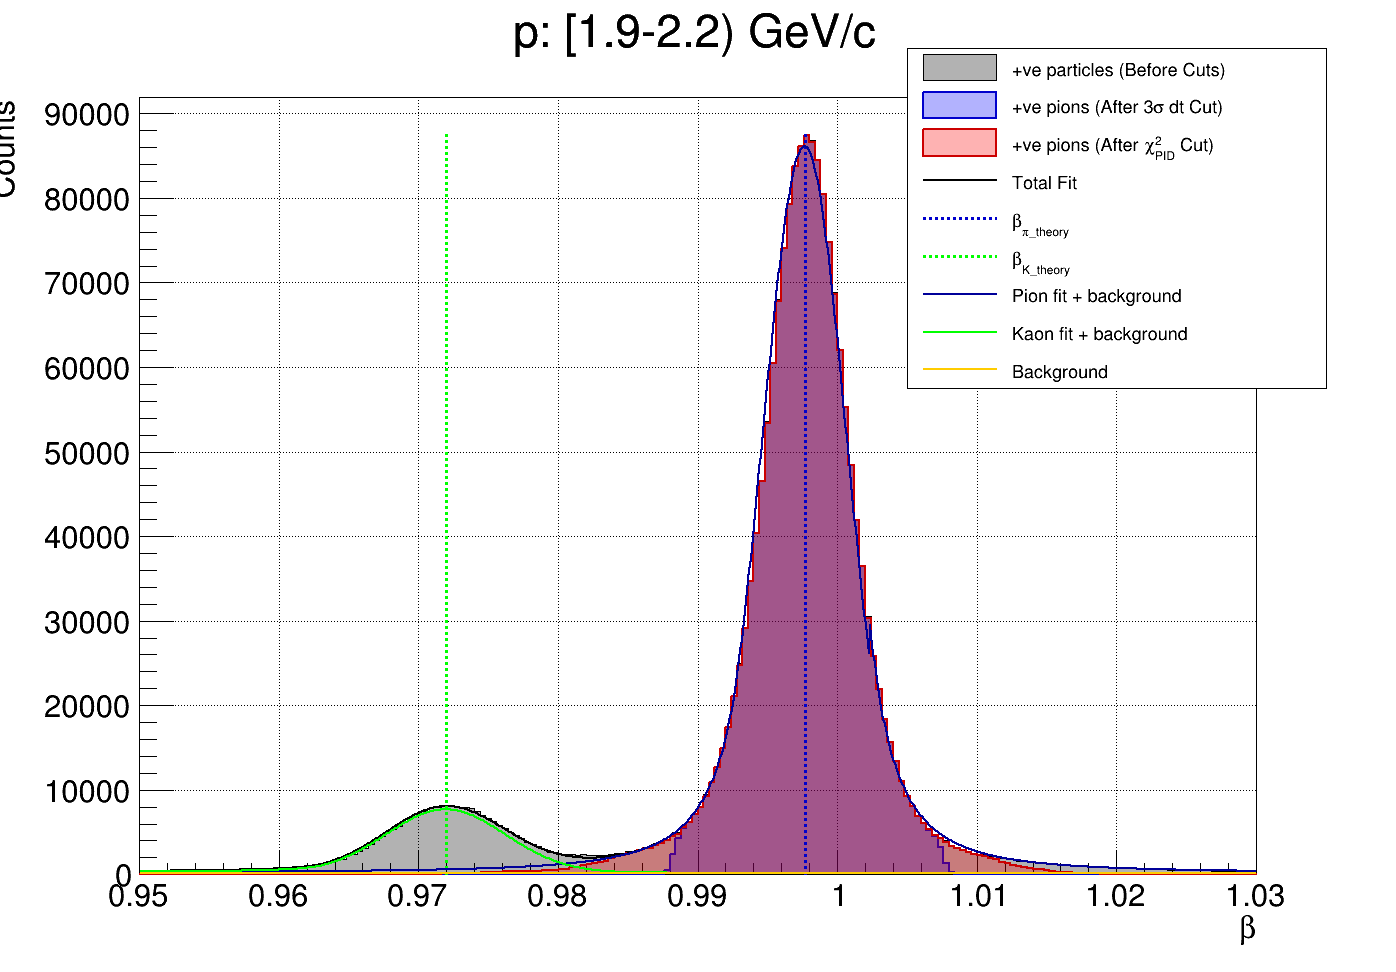 p: [1.9-2.2) GeV/c
+ve particles (Before Cuts)
+ve pions (After 3σ dt Cut)
+ve pions (After χ²PID Cut)
Total Fit
βπ_theory
βK_theory
Pion fit + background
Kaon fit + background
Background
Counts
90000
80000
70000
60000
50000
40000
30000
20000
10000
0
0.95 0.96 0.97 0.98 0.99 1 1.01 1.02 1.03
β